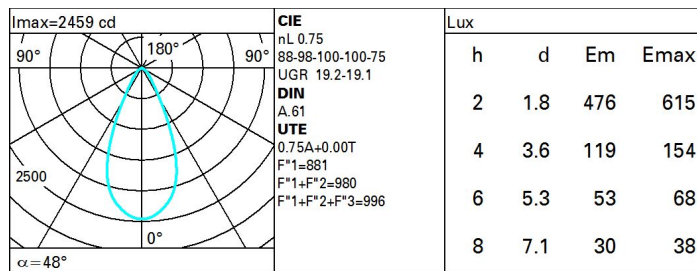 Imax=2459 cd
90° 180° 90°
2500
0°
α=48°
CIE
nL 0.75
88-98-100-100-75
UGR 19.2-19.1
DIN
A.61
UTE
0.75A+0.00T
F"1=881
F"1+F"2=980
F"1+F"2+F"3=996
Lux
h d Em Emax
2 1.8 476 615
4 3.6 119 154
6 5.3 53 68
8 7.1 30 38